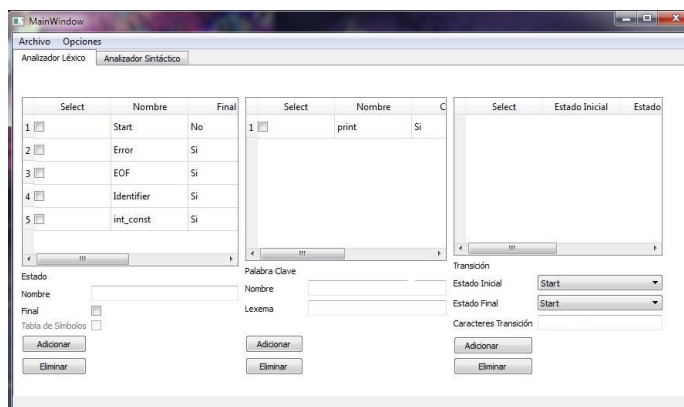 MainWindow
Archivo Opciones
Analizador Léxico Analizador Sintáctico
Select Nombre Final
1 Start No
2 Error Si
3 EOF Si
4 Identifier Si
5 int_const Si
Estado
Nombre
Final
Tabla de Símbolos
Adicionar
Eliminar
Select Nombre C
1 print Si
Palabra Clave
Nombre
Lexema
Adicionar
Eliminar
Select Estado Inicial Estado
Transición
Estado Inicial Start
Estado Final Start
Caracteres Transición
Adicionar
Eliminar